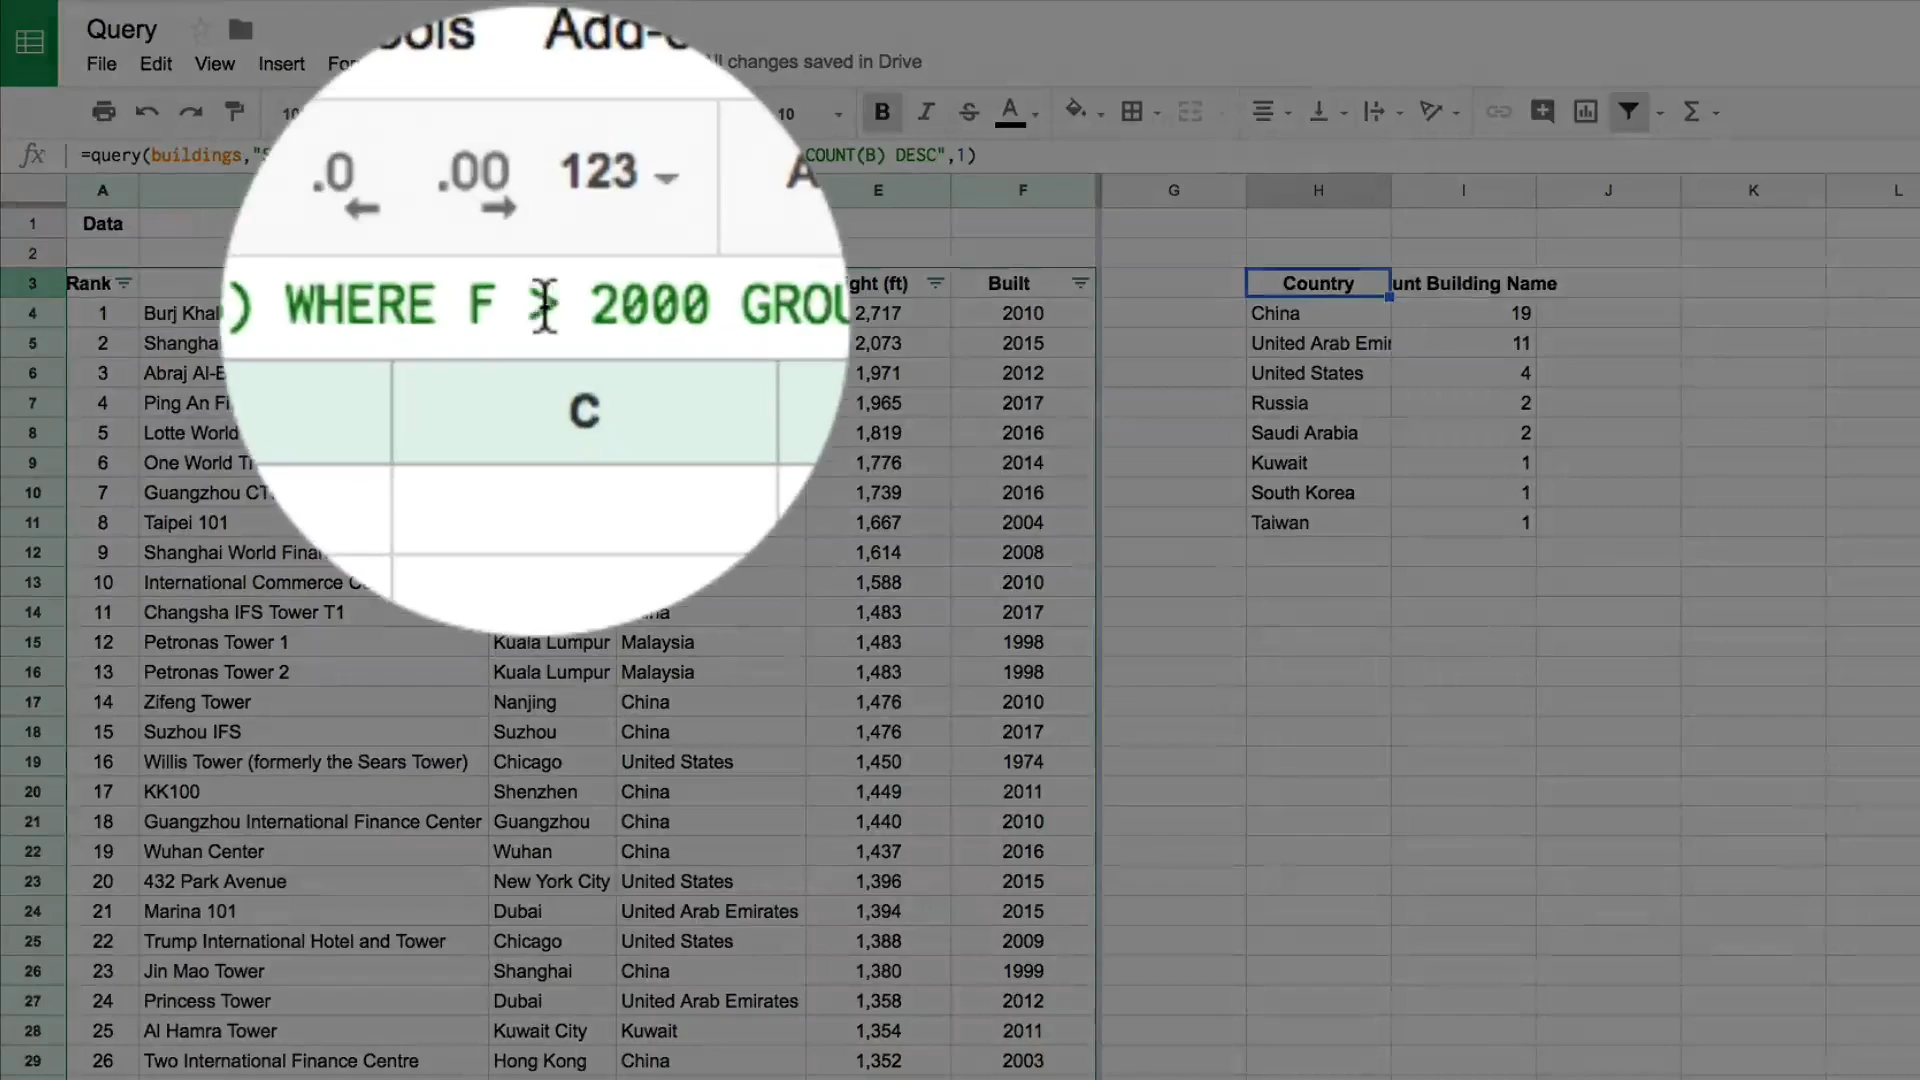 Query
File Edit View Insert
All changes saved in Drive
10
B
=query(buildings,"S
COUNT(B) DESC",1)
.0 .00 123
) WHERE F > 2000 GROU
C
A E F G H I J K L
1 Data
2
3 Rank ght (ft) Built Country unt Building Name
4 1 Burj Khal 2,717 2010 China 19
5 2 Shangha 2,073 2015 United Arab Emir 11
6 3 Abraj Al-B 1,971 2012 United States 4
7 4 Ping An Fi 1,965 2017 Russia 2
8 5 Lotte World 1,819 2016 Saudi Arabia 2
9 6 One World T 1,776 2014 Kuwait 1
10 7 Guangzhou CT 1,739 2016 South Korea 1
11 8 Taipei 101 1,667 2004 Taiwan 1
12 9 Shanghai World Finan 1,614 2008
13 10 International Commerce C 1,588 2010
14 11 Changsha IFS Tower T1 na 1,483 2017
15 12 Petronas Tower 1 Kuala Lumpur Malaysia 1,483 1998
16 13 Petronas Tower 2 Kuala Lumpur Malaysia 1,483 1998
17 14 Zifeng Tower Nanjing China 1,476 2010
18 15 Suzhou IFS Suzhou China 1,476 2017
19 16 Willis Tower (formerly the Sears Tower) Chicago United States 1,450 1974
20 17 KK100 Shenzhen China 1,449 2011
21 18 Guangzhou International Finance Center Guangzhou China 1,440 2010
22 19 Wuhan Center Wuhan China 1,437 2016
23 20 432 Park Avenue New York City United States 1,396 2015
24 21 Marina 101 Dubai United Arab Emirates 1,394 2015
25 22 Trump International Hotel and Tower Chicago United States 1,388 2009
26 23 Jin Mao Tower Shanghai China 1,380 1999
27 24 Princess Tower Dubai United Arab Emirates 1,358 2012
28 25 Al Hamra Tower Kuwait City Kuwait 1,354 2011
29 26 Two International Finance Centre Hong Kong China 1,352 2003